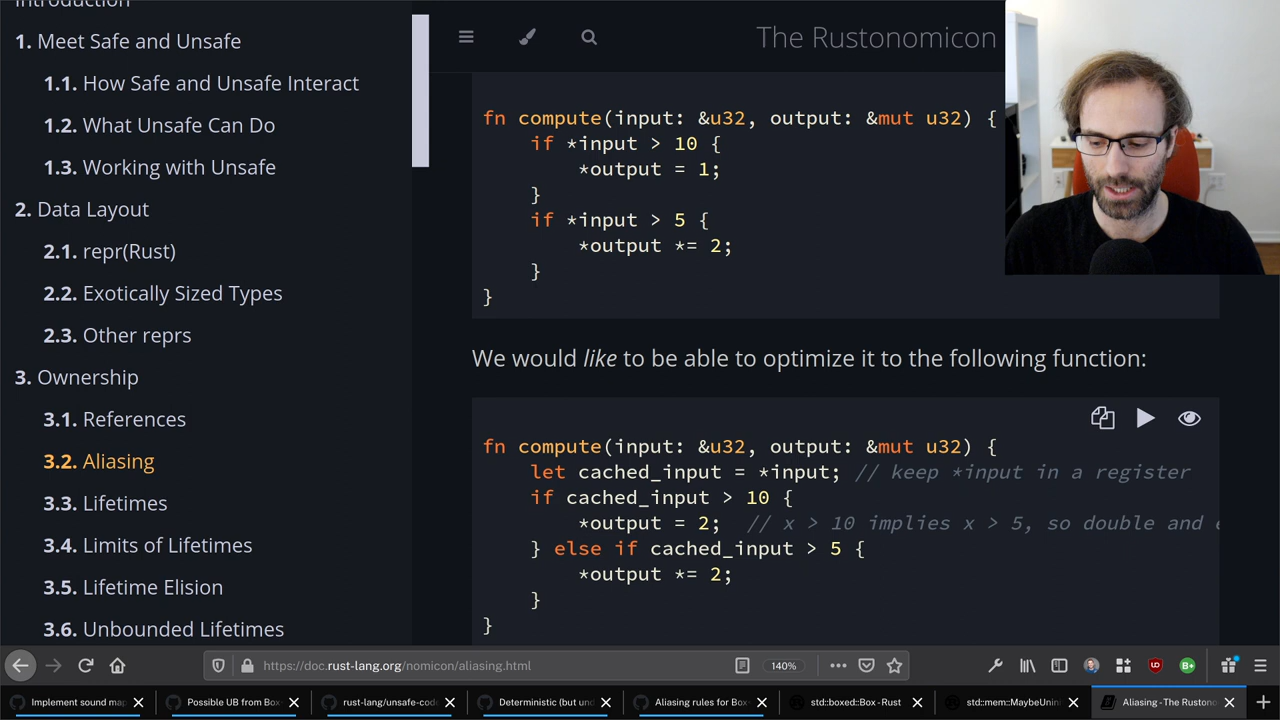 Introduction
1. Meet Safe and Unsafe
1.1. How Safe and Unsafe Interact
1.2. What Unsafe Can Do
1.3. Working with Unsafe
2. Data Layout
2.1. repr(Rust)
2.2. Exotically Sized Types
2.3. Other reprs
3. Ownership
3.1. References
3.2. Aliasing
3.3. Lifetimes
3.4. Limits of Lifetimes
3.5. Lifetime Elision
3.6. Unbounded Lifetimes
The Rustonomicon
fn compute(input: &u32, output: &mut u32) {
if *input > 10 {
*output = 1;
}
if *input > 5 {
*output *= 2;
}
}
We would like to be able to optimize it to the following function:
fn compute(input: &u32, output: &mut u32) {
let cached_input = *input; // keep *input in a register
if cached_input > 10 {
*output = 2; // x > 10 implies x > 5, so double and e
} else if cached_input > 5 {
*output *= 2;
}
}
https://doc.rust-lang.org/nomicon/aliasing.html 140%
Implement sound map Possible UB from Box rust-lang/unsafe-cod Deterministic (but un Aliasing rules for Box std::boxed::Box - Rust std::mem::MaybeUnini Aliasing - The Rustono